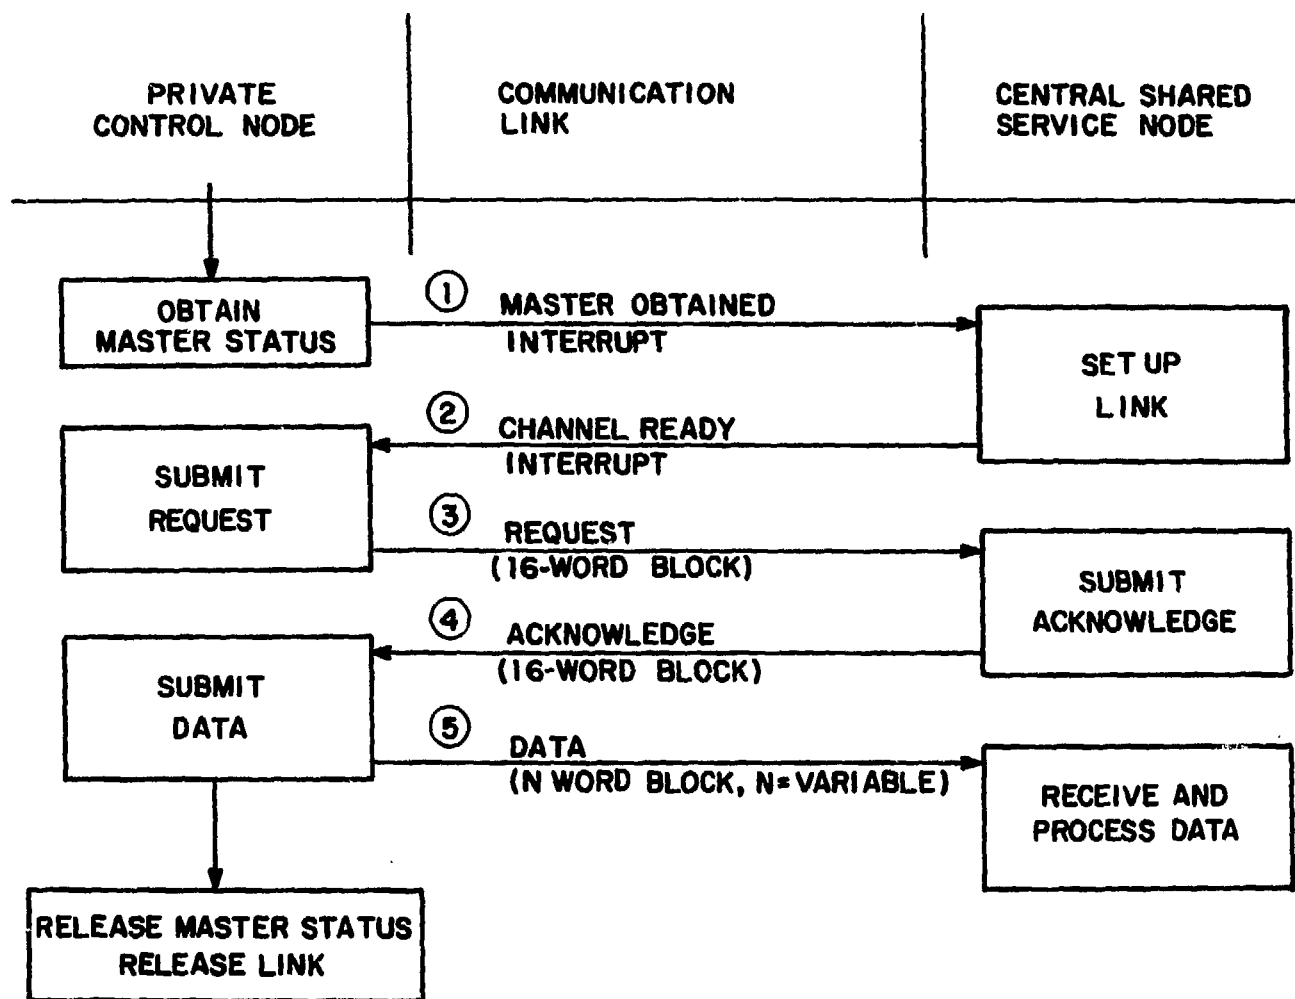 PRIVATE
CONTROL NODE
COMMUNICATION
LINK
CENTRAL SHARED
SERVICE NODE
OBTAIN
MASTER STATUS
1
MASTER OBTAINED
INTERRUPT
SET UP
LINK
2
CHANNEL READY
INTERRUPT
SUBMIT
REQUEST
3
REQUEST
(16-WORD BLOCK)
SUBMIT
ACKNOWLEDGE
4
ACKNOWLEDGE
(16-WORD BLOCK)
SUBMIT
DATA
5
DATA
(N WORD BLOCK, N=VARIABLE)
RECEIVE AND
PROCESS DATA
RELEASE MASTER STATUS
RELEASE LINK